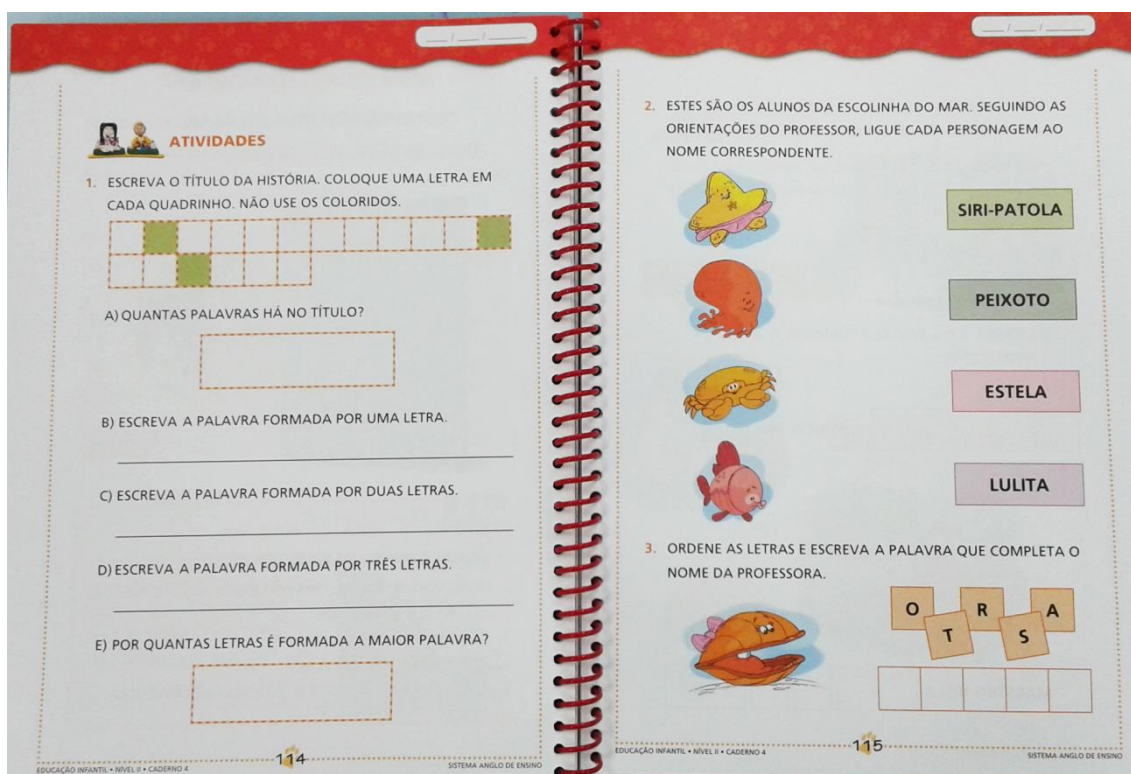 ATIVIDADES
1. ESCREVA O TÍTULO DA HISTÓRIA. COLOQUE UMA LETRA EM
CADA QUADRINHO. NÃO USE OS COLORIDOS.
A) QUANTAS PALAVRAS HÁ NO TÍTULO?
B) ESCREVA A PALAVRA FORMADA POR UMA LETRA.
C) ESCREVA A PALAVRA FORMADA POR DUAS LETRAS.
D) ESCREVA A PALAVRA FORMADA POR TRÊS LETRAS.
E) POR QUANTAS LETRAS É FORMADA A MAIOR PALAVRA?
114
EDUCAÇÃO INFANTIL • NÍVEL II • CADERNO 4
SISTEMA ANGLO DE ENSINO
2. ESTES SÃO OS ALUNOS DA ESCOLINHA DO MAR. SEGUINDO AS
ORIENTAÇÕES DO PROFESSOR, LIGUE CADA PERSONAGEM AO
NOME CORRESPONDENTE.
SIRI-PATOLA
PEIXOTO
ESTELA
LULITA
3. ORDENE AS LETRAS E ESCREVA A PALAVRA QUE COMPLETA O
NOME DA PROFESSORA.
O T R S A
115
EDUCAÇÃO INFANTIL • NÍVEL II • CADERNO 4
SISTEMA ANGLO DE ENSINO